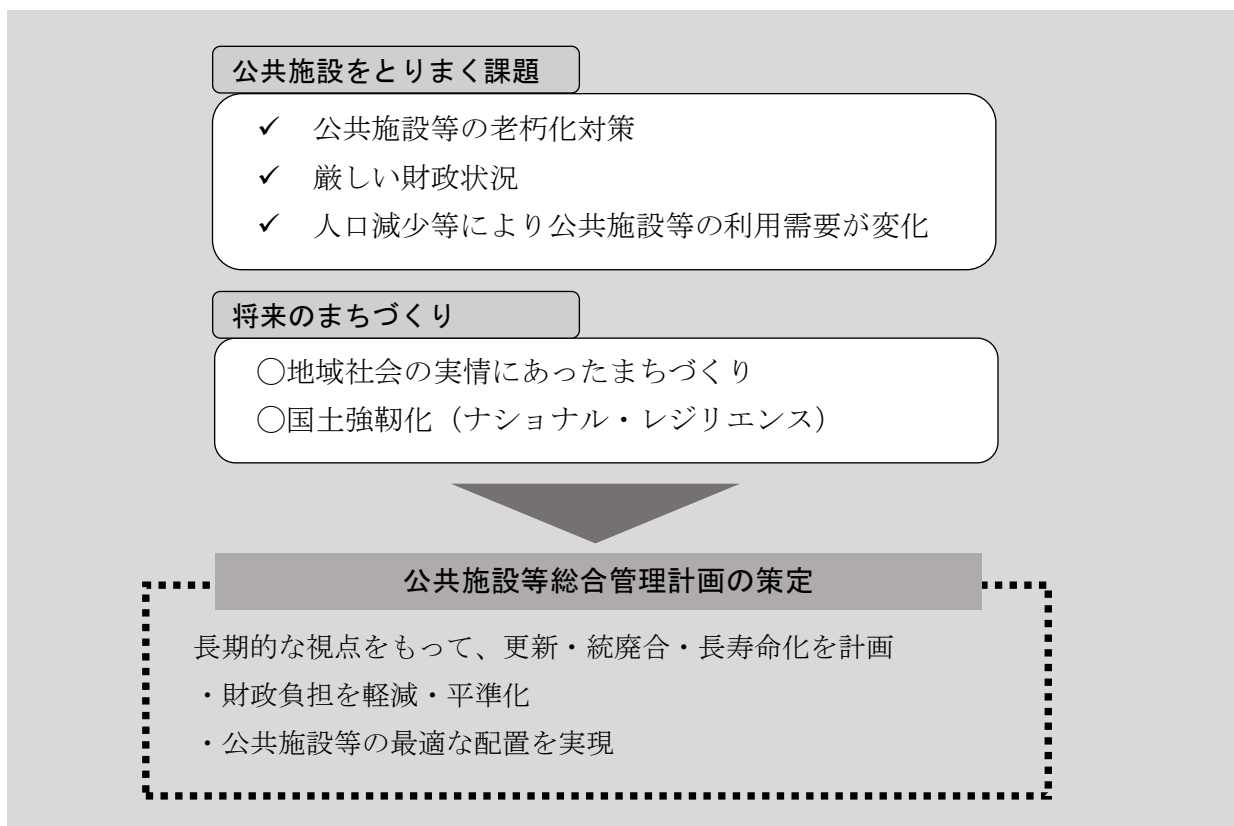 公共施設をとりまく課題
✓ 公共施設等の老朽化対策
✓ 厳しい財政状況
✓ 人口減少等により公共施設等の利用需要が変化
将来のまちづくり
○地域社会の実情にあったまちづくり
○国土強靭化（ナショナル・レジリエンス）
公共施設等総合管理計画の策定
長期的な視点をもって、更新・統廃合・長寿命化を計画
・財政負担を軽減・平準化
・公共施設等の最適な配置を実現